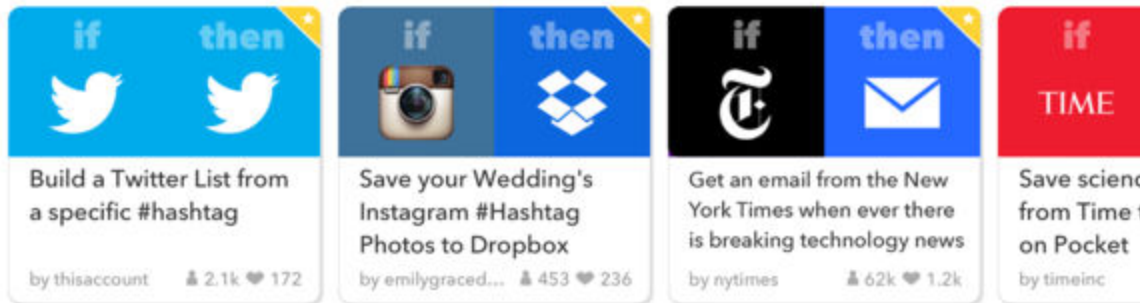 if then
Build a Twitter List from
a specific #hashtag
by thisaccount 2.1k 172
if then
Save your Wedding's
Instagram #Hashtag
Photos to Dropbox
by emilygraced... 453 236
if then
Get an email from the New
York Times when ever there
is breaking technology news
by nytimes 62k 1.2k
if
TIME
Save scienc
from Time
on Pocket
by timeinc